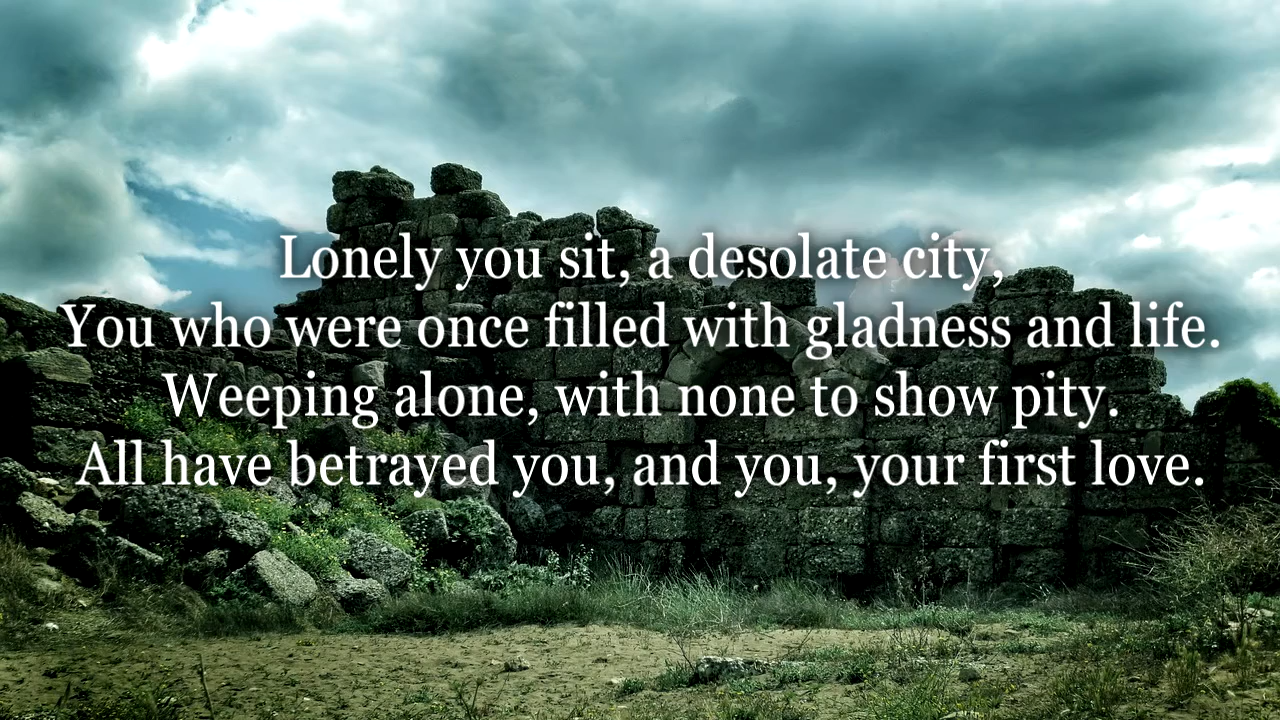 Lonely you sit, a desolate city,
You who were once filled with gladness and life.
Weeping alone, with none to show pity.
All have betrayed you, and you, your first love.